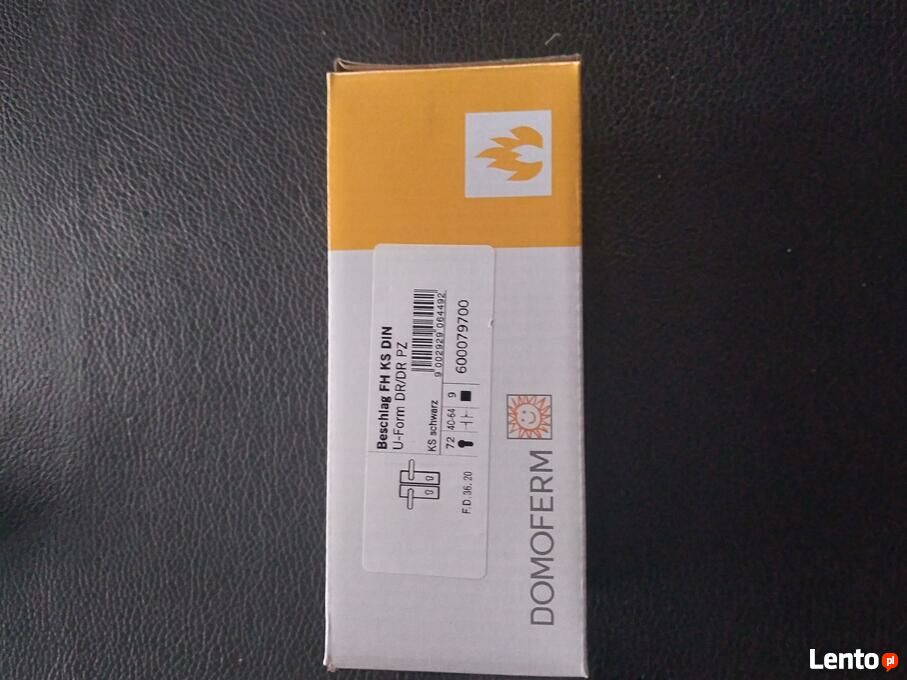 Beschlag FH KS DIN
U-Form DR/DR PZ
KS schwarz
9 002929 064492
72 40-64 9
600079700
F.D.36.20
DOMOFERM
Lento pl